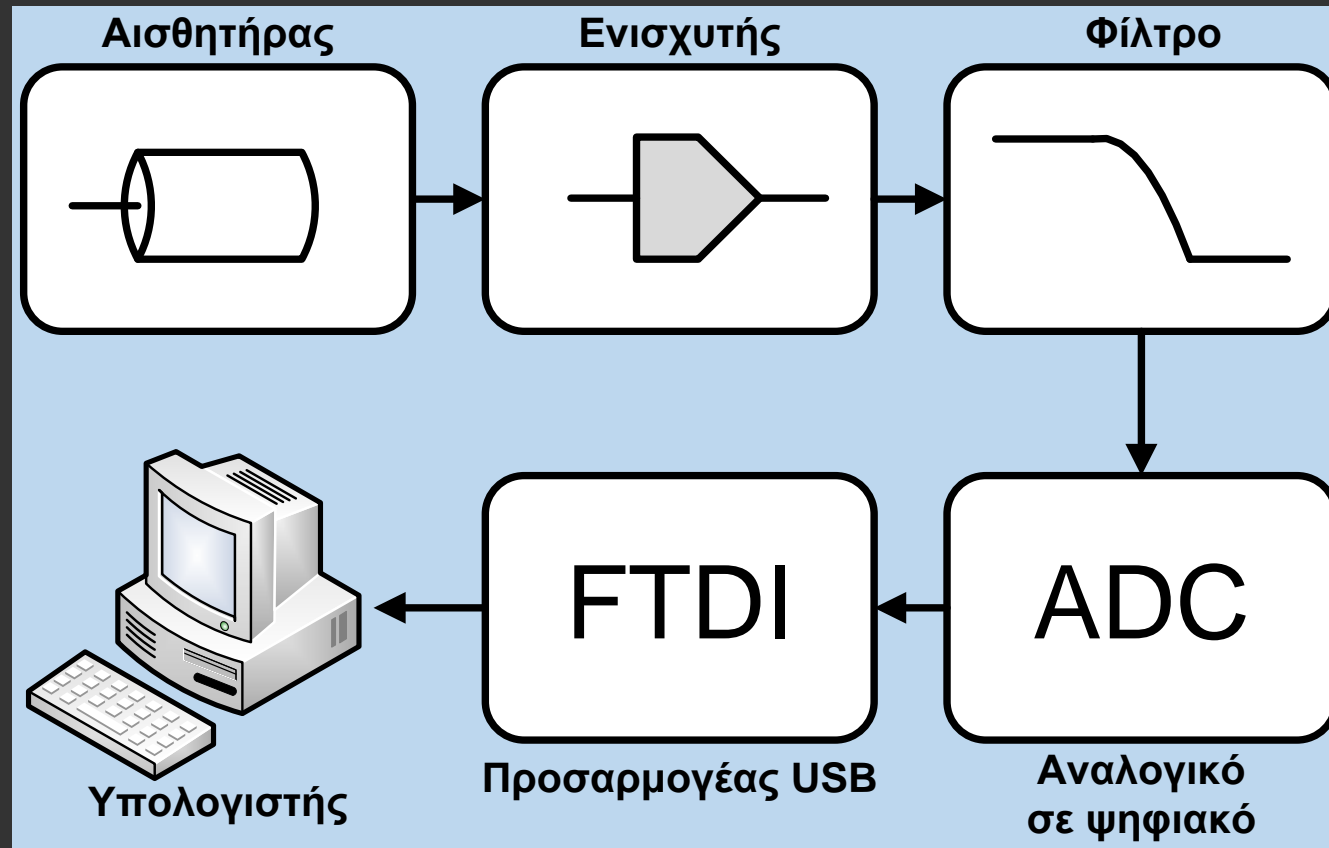 Αισθητήρας
Ενισχυτής
Φίλτρο
FTDI
ADC
Υπολογιστής
Προσαρμογέας USB
Αναλογικό
σε ψηφιακό